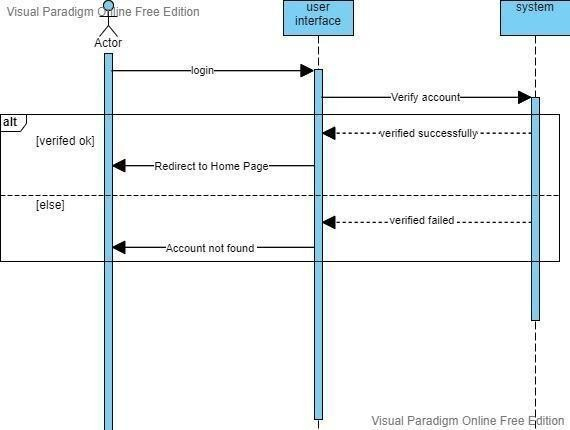 Visual Paradigm Online Free Edition
user
interface
system
Actor
login
Verify account
alt
[verifed ok]
verified successfully
Redirect to Home Page
[else]
verified failed
Account not found
Visual Paradigm Online Free Edition